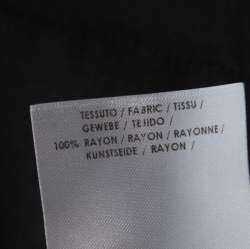 TESSUTO / FABRIC / TISSU /
GEWEBE / TEJIDO /
100% RAYON / RAYON / RAYONNE /
KUNSTSEIDE / RAYON /